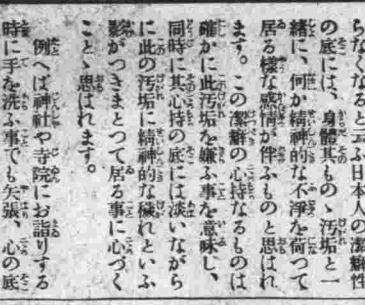 らなくなると云ふ日本人の潔癖性
の底には、身體其ものゝ汚垢と一
緒に、何か精神的な不淨を荷つて
居る樣な感情が伴ふものと思はれ
ます。この潔癖の心持なるものは
確かに此汚垢を嫌ふ事を意味し、
同時に其心持の底には淡いながら
に此の汚垢に精神的な穢れといふ
影がつきまとつて居る事に心づく
ことゝ思はれます。
例へば神社や寺院にお詣りする
時に手を洗ふ事でも矢張、心の底